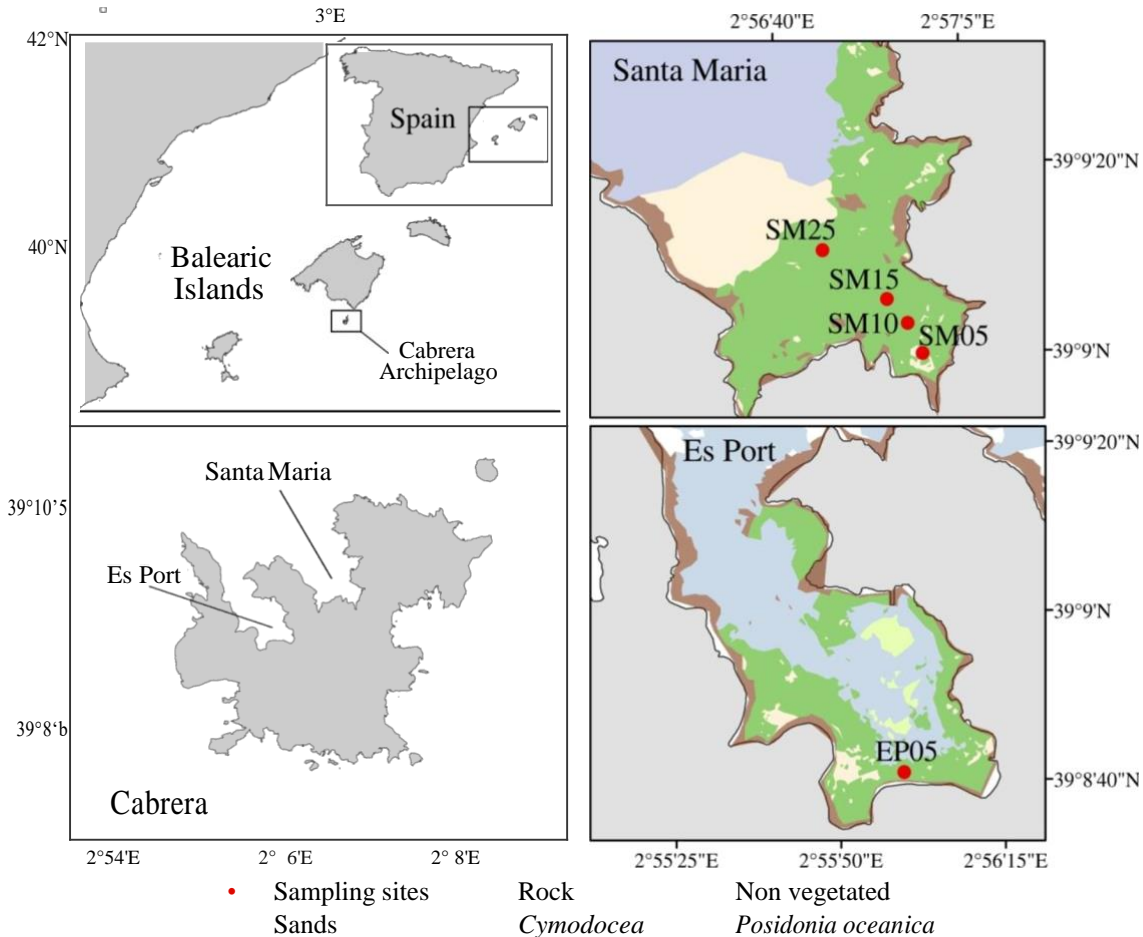 3°E
42°N
Spain
40°N
Balearic
Islands
Cabrera
Archipelago
2°56'40"E
2°57'5"E
Santa Maria
39°9'20"N
SM25
SM15
SM10
SM05
39°9'N
Santa Maria
39°10'5
Es Port
39°8'b
Cabrera
2°54'E
2° 6'E
2° 8'E
Es Port
39°9'20"N
39°9'N
EP05
39°8'40"N
2°55'25"E
2°55'50"E
2°56'15"E
Sampling sites
Rock
Non vegetated
Sands
Cymodocea
Posidonia oceanica